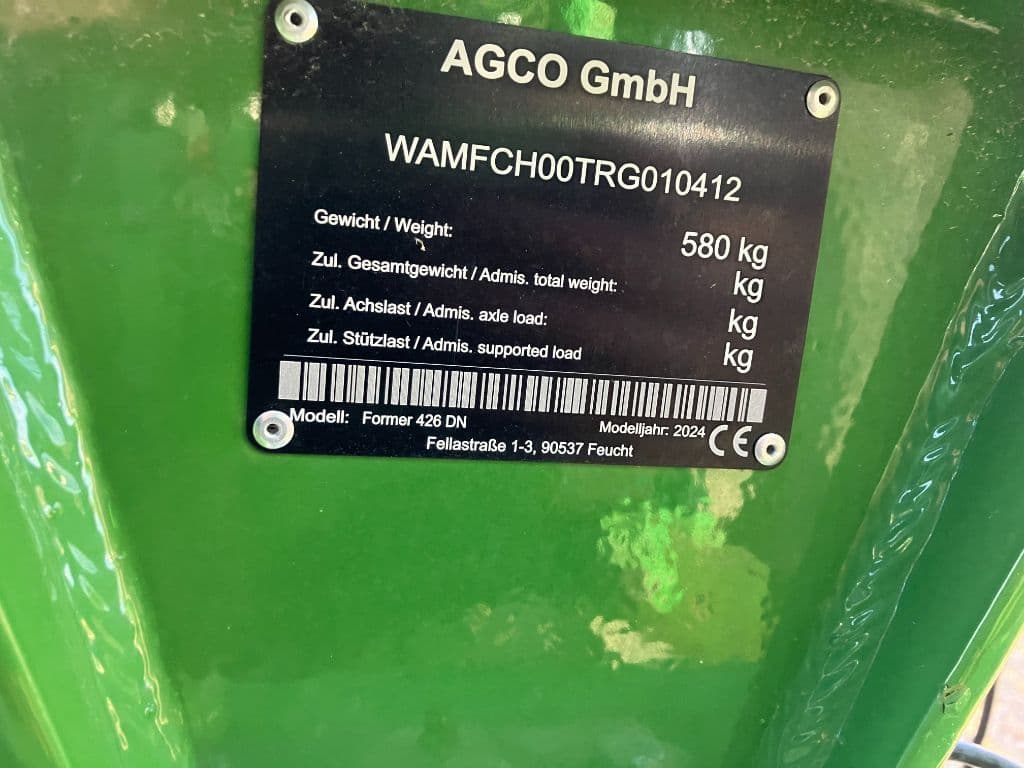 AGCO GmbH
WAMFCH00TRG010412
Gewicht / Weight: 580 kg
Zul. Gesamtgewicht / Admis. total weight: kg
Zul. Achslast / Admis. axle load: kg
Zul. Stützlast / Admis. supported load kg
Modell: Former 426 DN Modelljahr: 2024 CE
Fellastraße 1-3, 90537 Feucht